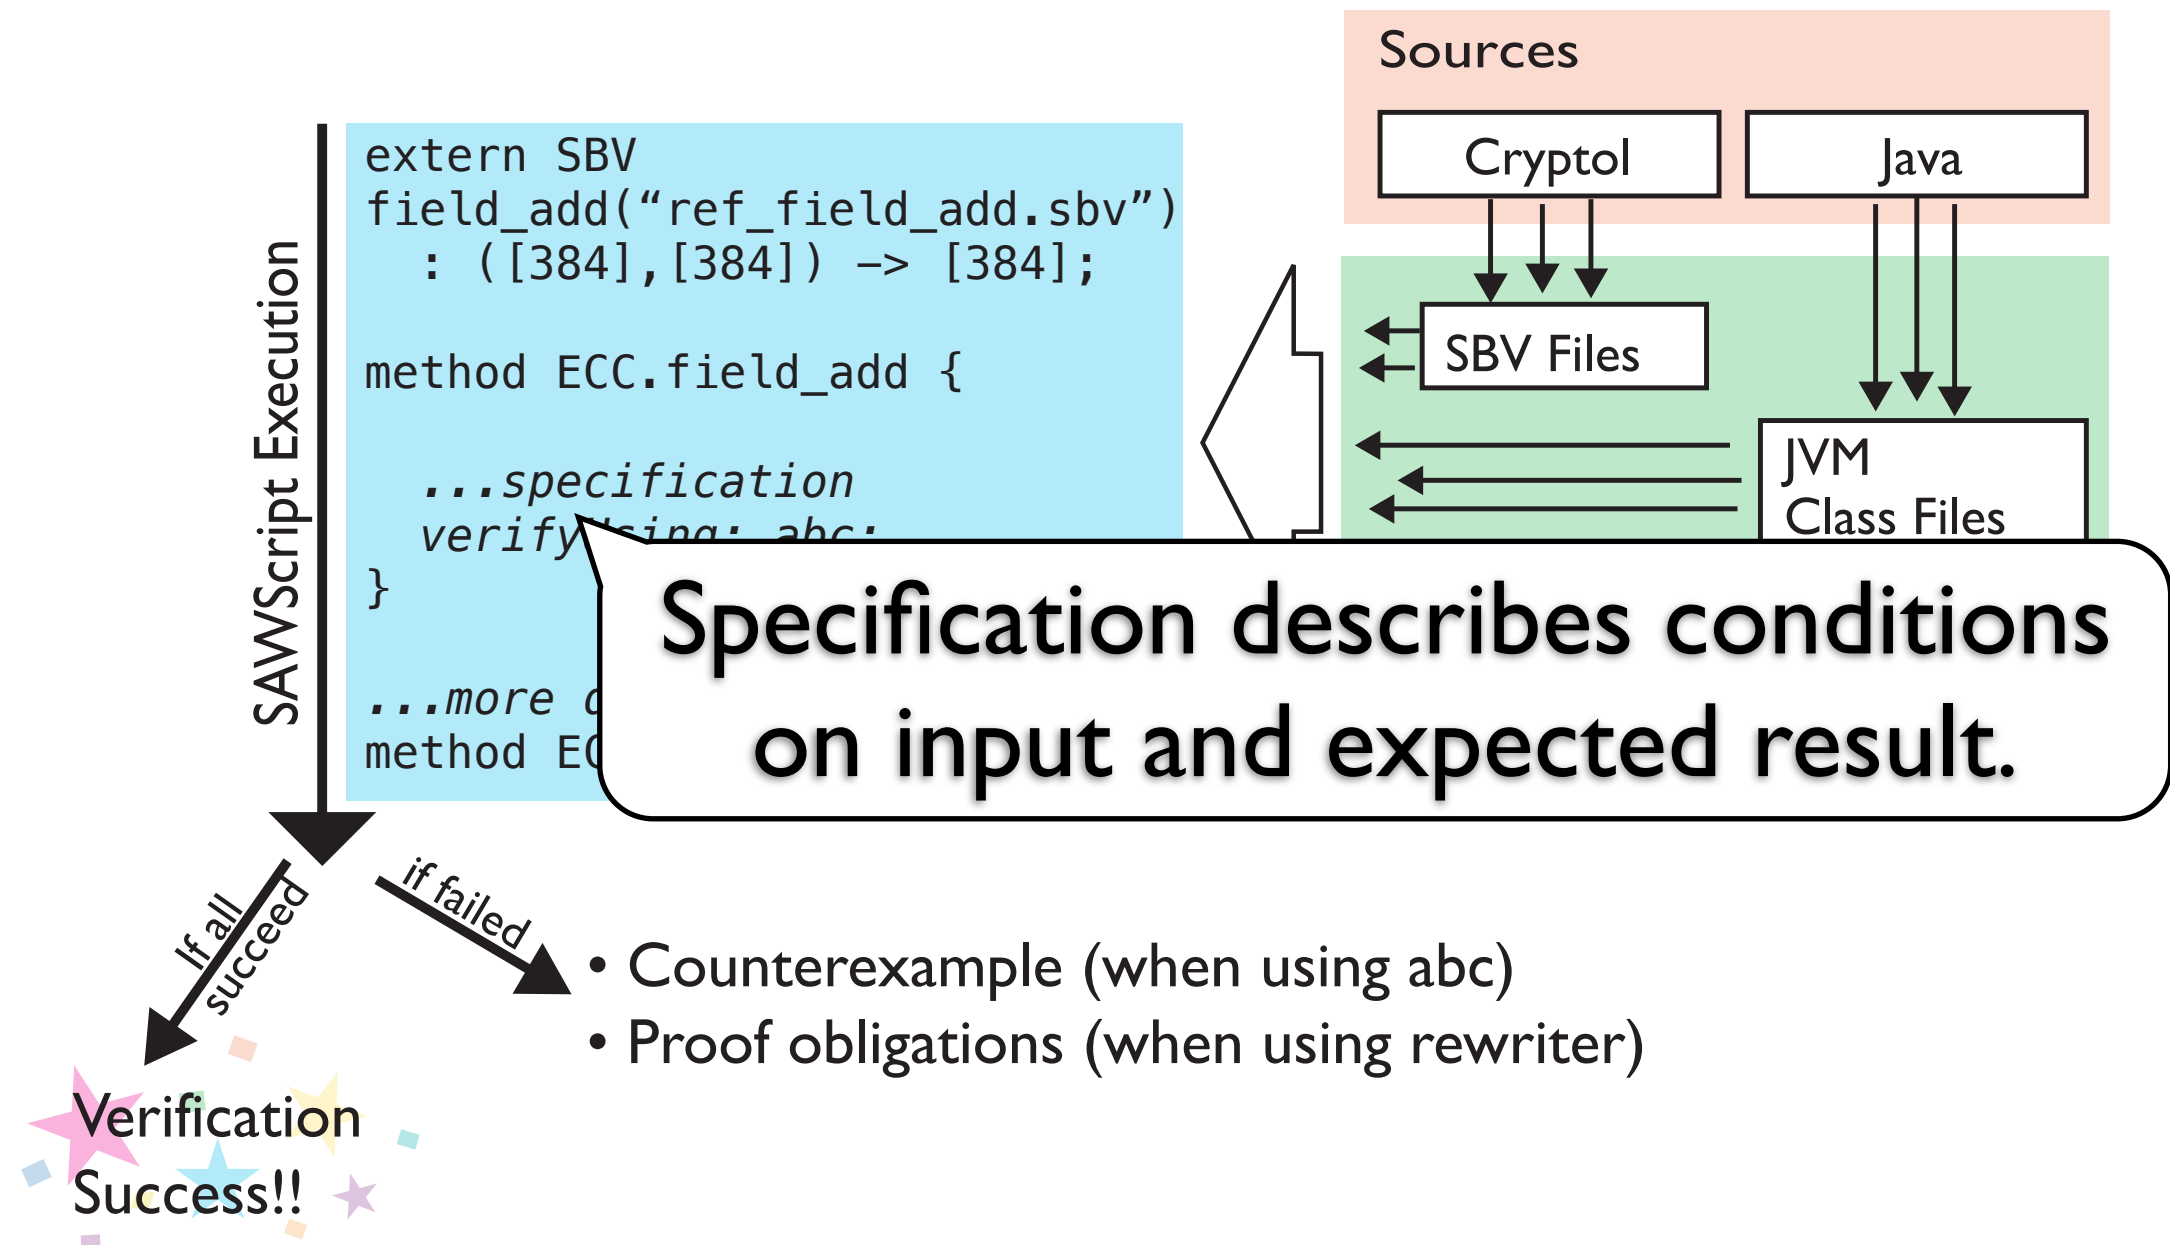 Sources
Cryptol
Java
SBV Files
JVM
Class Files
SAWScript Execution
extern SBV
field_add(“ref_field_add.sbv”)
: ([384],[384]) –> [384];
method ECC.field_add {
...specification
verifyUsing: abc;
}
...more
method
Specification describes conditions
on input and expected result.
If all
succeed
if failed
• Counterexample (when using abc)
• Proof obligations (when using rewriter)
Verification
Success!!